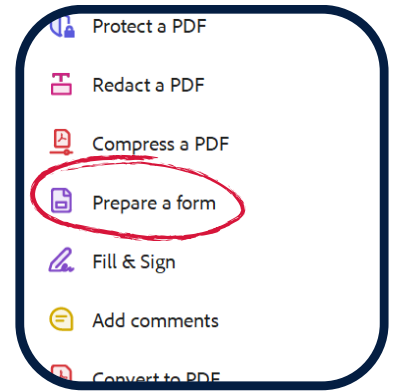 Protect a PDF
Redact a PDF
Compress a PDF
Prepare a form
Fill & Sign
Add comments
Convert to PDF